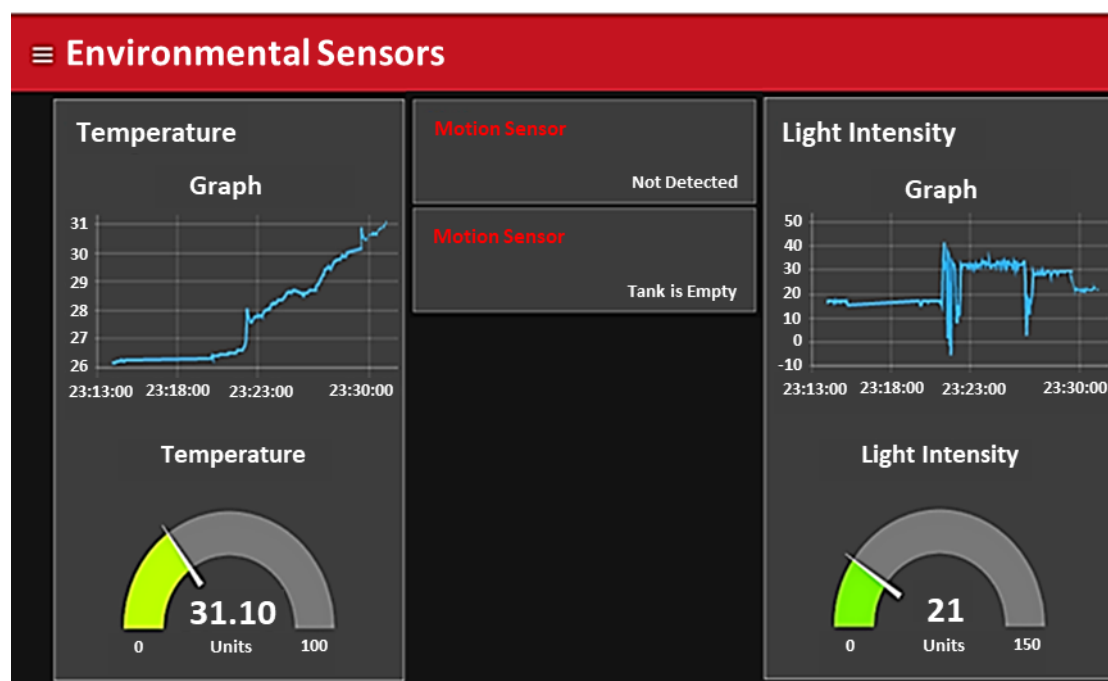 Environmental Sensors
Temperature
Graph
31
30
29
28
27
26
23:13:00 23:18:00 23:23:00 23:30:00
Temperature
31.10
0 Units 100
Motion Sensor
Not Detected
Motion Sensor
Tank is Empty
Light Intensity
Graph
50
40
30
20
10
0
-10
23:13:00 23:18:00 23:23:00 23:30:00
Light Intensity
21
0 Units 150